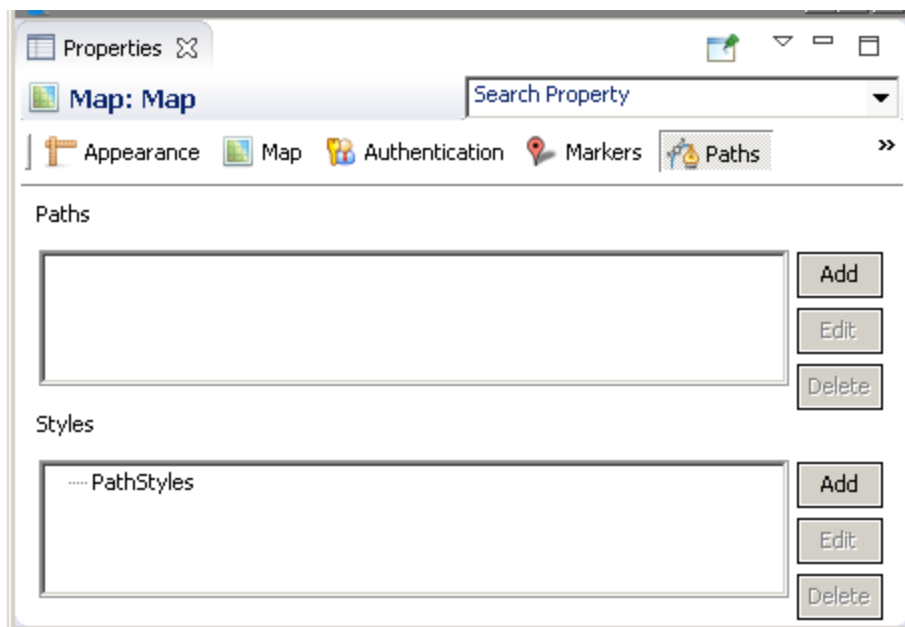 Properties
Map: Map
Search Property
Appearance Map Authentication Markers Paths »
Paths
Add
Edit
Delete
Styles
PathStyles
Add
Edit
Delete